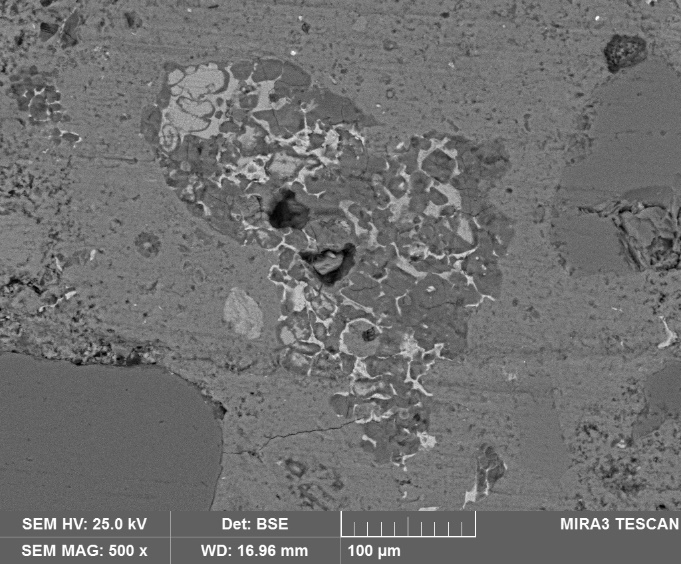 SEM HV: 25.0 kV Det: BSE MIRA3 TESCAN
SEM MAG: 500 x WD: 16.96 mm 100 µm